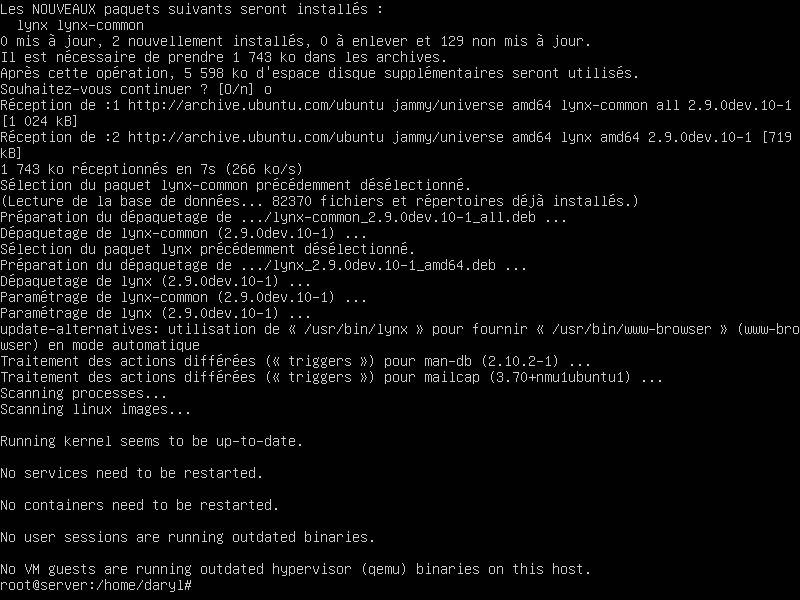 Les NOUVEAUX paquets suivants seront installés :
  lynx lynx-common
0 mis à jour, 2 nouvellement installés, 0 à enlever et 129 non mis à jour.
Il est nécessaire de prendre 1 743 ko dans les archives.
Après cette opération, 5 598 ko d'espace disque supplémentaires seront utilisés.
Souhaitez-vous continuer ? [O/n] o
Réception de :1 http://archive.ubuntu.com/ubuntu jammy/universe amd64 lynx-common all 2.9.0dev.10-1
[1 024 kB]
Réception de :2 http://archive.ubuntu.com/ubuntu jammy/universe amd64 lynx amd64 2.9.0dev.10-1 [719
kB]
1 743 ko réceptionnés en 7s (266 ko/s)
Sélection du paquet lynx-common précédemment désélectionné.
(Lecture de la base de données... 82370 fichiers et répertoires déjà installés.)
Préparation du dépaquetage de .../lynx-common_2.9.0dev.10-1_all.deb ...
Dépaquetage de lynx-common (2.9.0dev.10-1) ...
Sélection du paquet lynx précédemment désélectionné.
Préparation du dépaquetage de .../lynx_2.9.0dev.10-1_amd64.deb ...
Dépaquetage de lynx (2.9.0dev.10-1) ...
Paramétrage de lynx-common (2.9.0dev.10-1) ...
Paramétrage de lynx (2.9.0dev.10-1) ...
update-alternatives: utilisation de « /usr/bin/lynx » pour fournir « /usr/bin/www-browser » (www-bro
wser) en mode automatique
Traitement des actions différées (« triggers ») pour man-db (2.10.2-1) ...
Traitement des actions différées (« triggers ») pour mailcap (3.70+nmu1ubuntu1) ...
Scanning processes...
Scanning linux images...

Running kernel seems to be up-to-date.

No services need to be restarted.

No containers need to be restarted.

No user sessions are running outdated binaries.

No VM guests are running outdated hypervisor (qemu) binaries on this host.
root@server:/home/daryl#